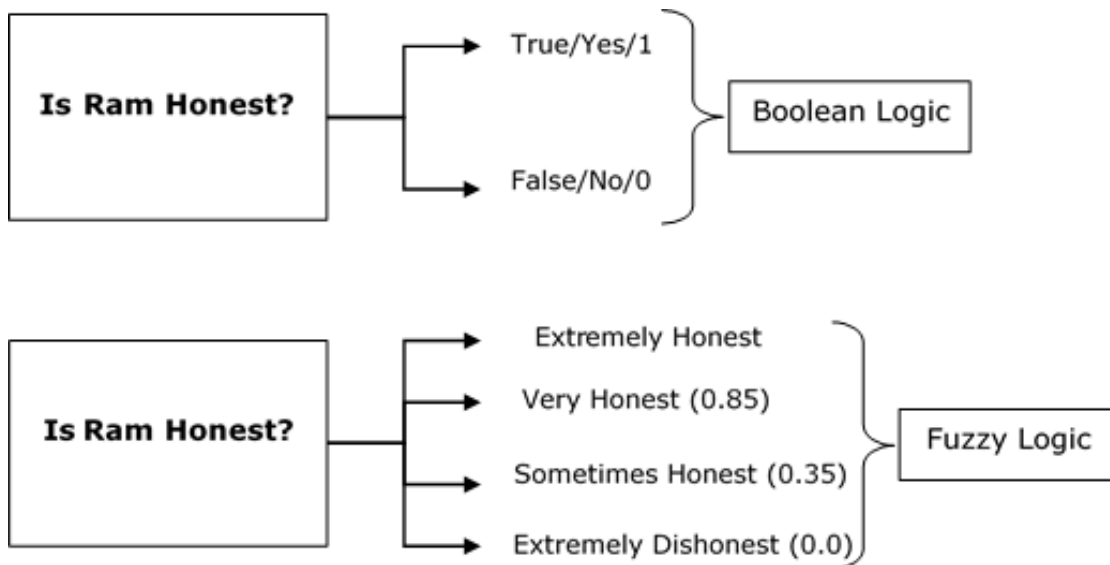 Is Ram Honest?
True/Yes/1
False/No/0
Boolean Logic
Is Ram Honest?
Extremely Honest
Very Honest (0.85)
Sometimes Honest (0.35)
Extremely Dishonest (0.0)
Fuzzy Logic